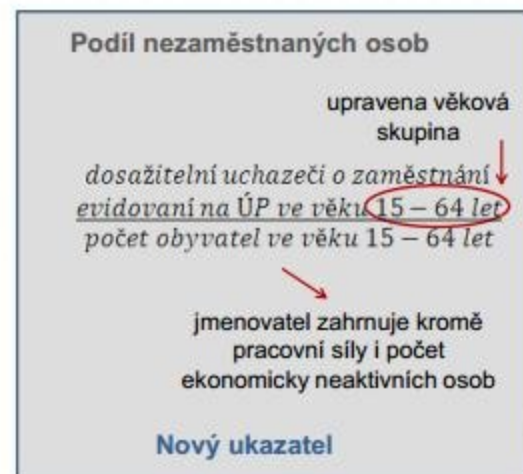 Podíl nezaměstnaných osob
upravena věková
skupina
dosažitelní uchazeči o zaměstnání
evidovaní na ÚP ve věku 15 – 64 let
počet obyvatel ve věku 15 – 64 let
jmenovatel zahrnuje kromě
pracovní síly i počet
ekonomicky neaktivních osob
Nový ukazatel